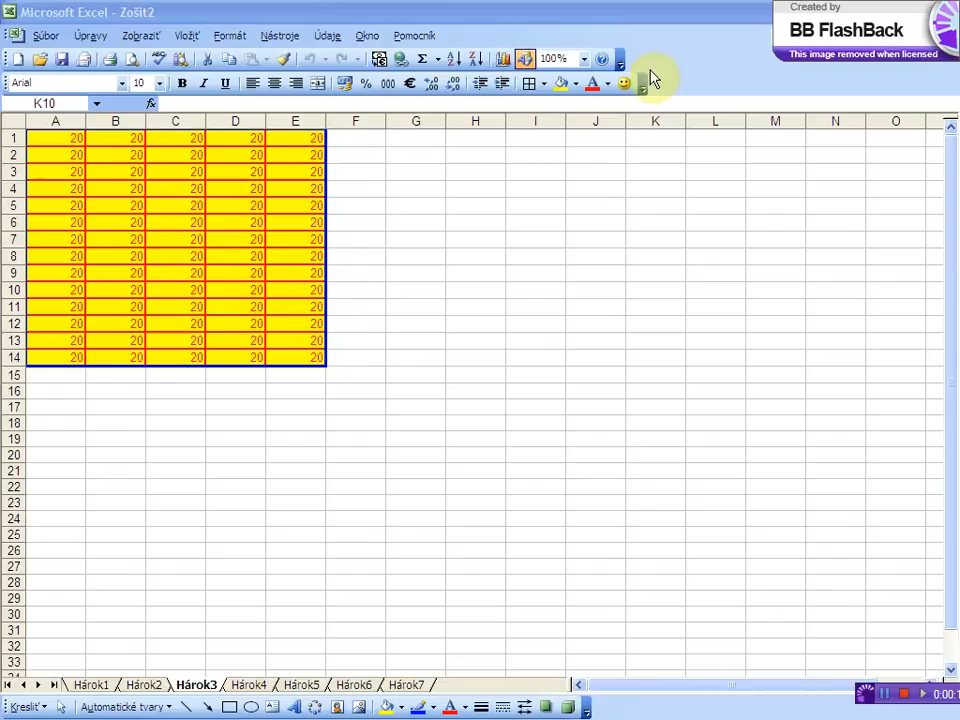 Microsoft Excel - Zošit2
Created by
BB FlashBack
This image removed when licensed
Súbor Úpravy Zobraziť Vložiť Formát Nástroje Údaje Okno Pomocník
100%
Arial 10 B I U % 000 €
K10 fx
A B C D E F G H I J K L M N O
1 20 20 20 20 20
2 20 20 20 20 20
3 20 20 20 20 20
4 20 20 20 20 20
5 20 20 20 20 20
6 20 20 20 20 20
7 20 20 20 20 20
8 20 20 20 20 20
9 20 20 20 20 20
10 20 20 20 20 20
11 20 20 20 20 20
12 20 20 20 20 20
13 20 20 20 20 20
14 20 20 20 20 20
15
16
17
18
19
20
21
22
23
24
25
26
27
28
29
30
31
32
33
Hárok1 Hárok2 Hárok3 Hárok4 Hárok5 Hárok6 Hárok7
Kresliť Automatické tvary